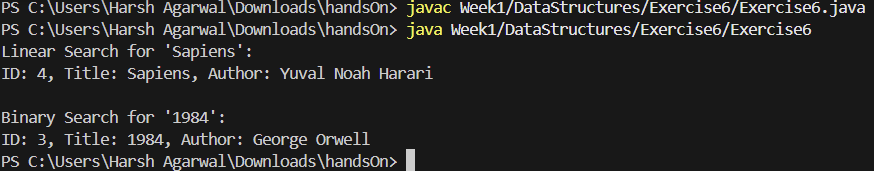 PS C:\Users\Harsh Agarwal\Downloads\handsOn> javac Week1/DataStructures/Exercise6/Exercise6.java
PS C:\Users\Harsh Agarwal\Downloads\handsOn> java Week1/DataStructures/Exercise6/Exercise6
Linear Search for 'Sapiens':
ID: 4, Title: Sapiens, Author: Yuval Noah Harari
Binary Search for '1984':
ID: 3, Title: 1984, Author: George Orwell
PS C:\Users\Harsh Agarwal\Downloads\handsOn>